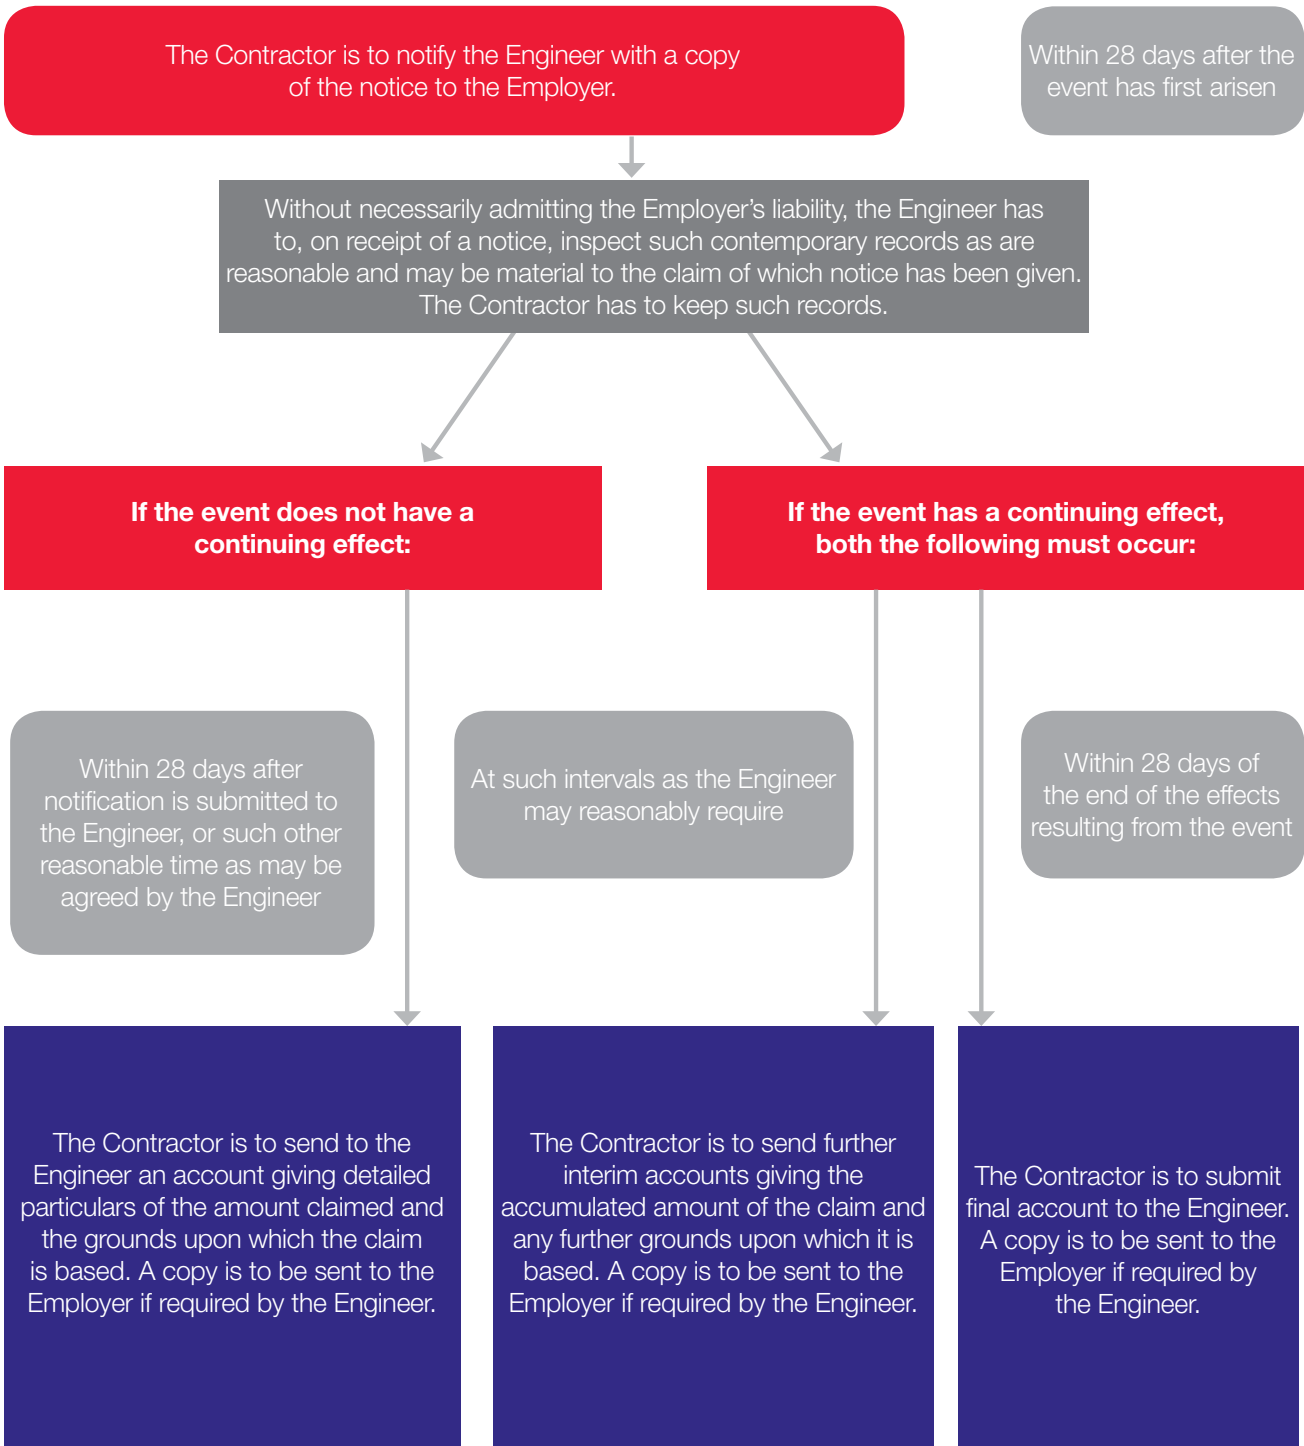 The Contractor is to notify the Engineer with a copy
of the notice to the Employer.
Within 28 days after the
event has first arisen
Without necessarily admitting the Employer’s liability, the Engineer has
to, on receipt of a notice, inspect such contemporary records as are
reasonable and may be material to the claim of which notice has been given.
The Contractor has to keep such records.
If the event does not have a
continuing effect:
If the event has a continuing effect,
both the following must occur:
Within 28 days after
notification is submitted to
the Engineer, or such other
reasonable time as may be
agreed by the Engineer
At such intervals as the Engineer
may reasonably require
Within 28 days of
the end of the effects
resulting from the event
The Contractor is to send to the
Engineer an account giving detailed
particulars of the amount claimed and
the grounds upon which the claim
is based. A copy is to be sent to the
Employer if required by the Engineer.
The Contractor is to send further
interim accounts giving the
accumulated amount of the claim and
any further grounds upon which it is
based. A copy is to be sent to the
Employer if required by the Engineer.
The Contractor is to submit
final account to the Engineer.
A copy is to be sent to the
Employer if required by
the Engineer.